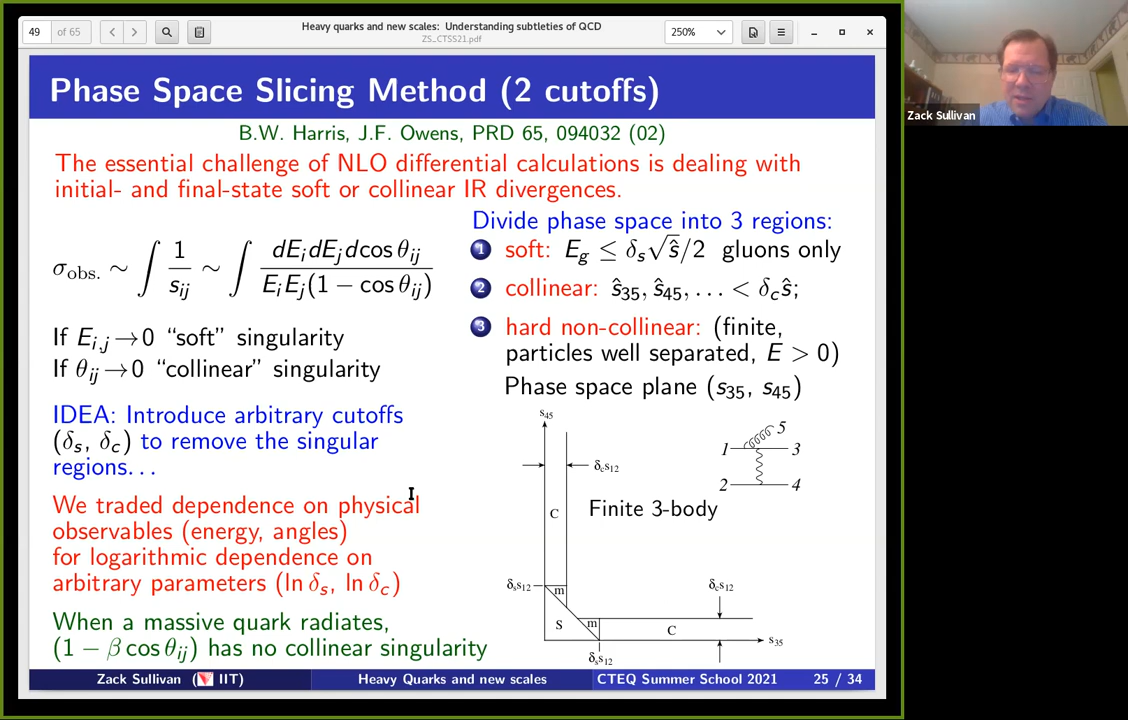 49 of 65
Heavy quarks and new scales: Understanding subtleties of QCD
ZS_CTSS21.pdf
250%
Zack Sullivan
Phase Space Slicing Method (2 cutoffs)
B.W. Harris, J.F. Owens, PRD 65, 094032 (02)
The essential challenge of NLO differential calculations is dealing with
initial- and final-state soft or collinear IR divergences.
σobs. ∼ ∫ 1/sij ∼ ∫ dEidEjdcos θij / EiEj(1 − cos θij)
If Ei,j → 0 “soft” singularity
If θij → 0 “collinear” singularity
IDEA: Introduce arbitrary cutoffs
(δs, δc) to remove the singular
regions...
We traded dependence on physical
observables (energy, angles)
for logarithmic dependence on
arbitrary parameters (ln δs, ln δc)
When a massive quark radiates,
(1 − β cos θij) has no collinear singularity
Divide phase space into 3 regions:
1 soft: Eg ≤ δs√ŝ/2 gluons only
2 collinear: ŝ35, ŝ45, ... < δcŝ;
3 hard non-collinear: (finite,
particles well separated, E > 0)
Phase space plane (s35, s45)
s45
δcs12
C
Finite 3-body
1 5 3
2 4
δss12
m
S
m
C
δcs12
s35
δss12
Zack Sullivan ( IIT) Heavy Quarks and new scales CTEQ Summer School 2021 25 / 34